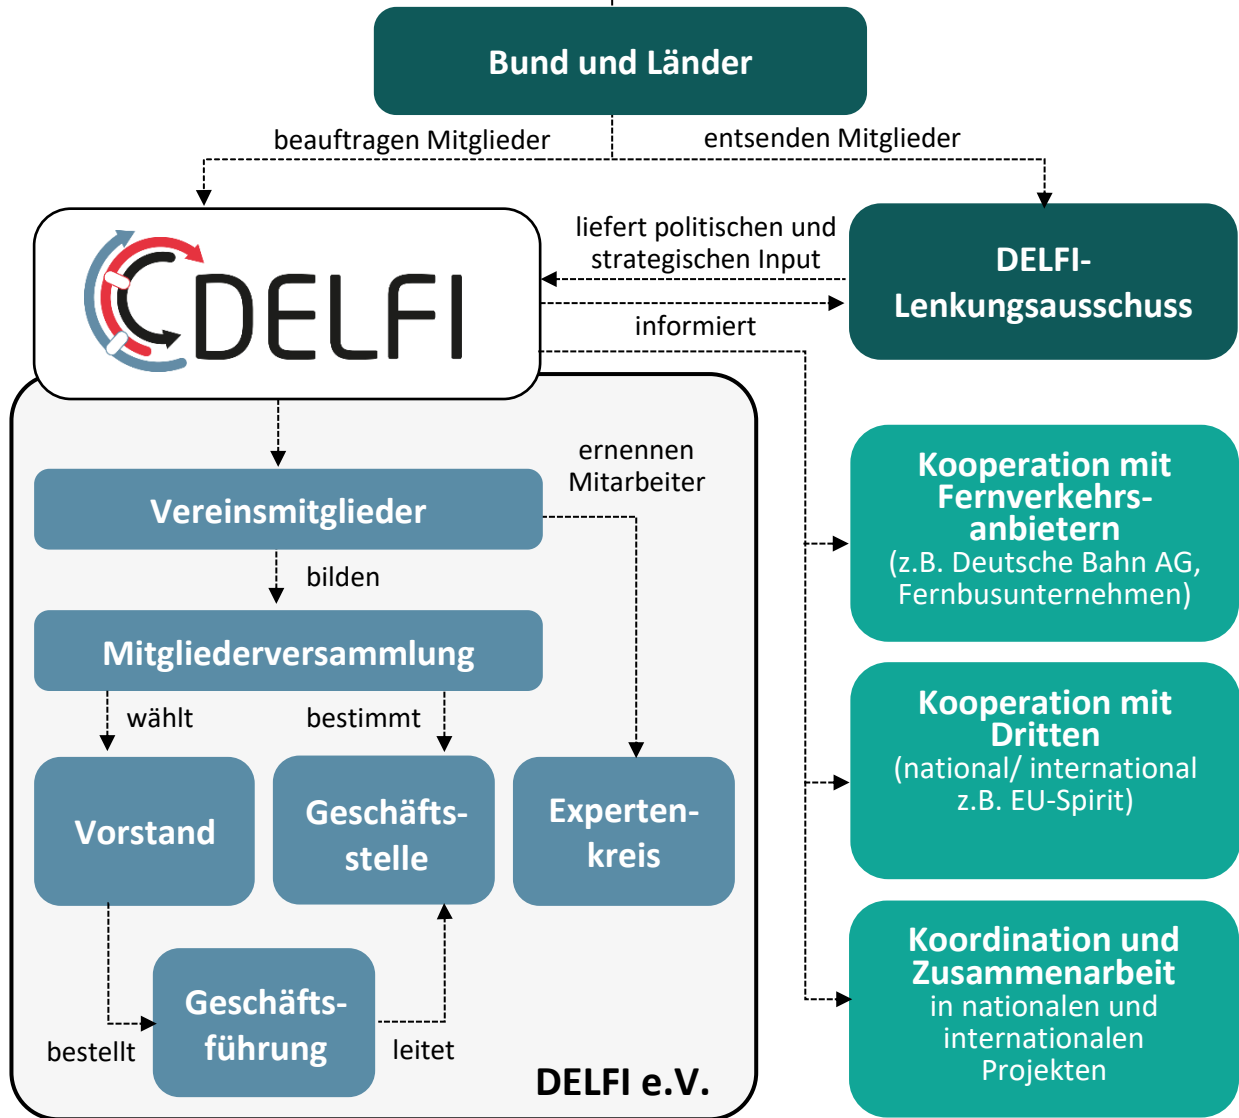 Bund und Länder
beauftragen Mitglieder
entsenden Mitglieder
DELFI
liefert politischen und
strategischen Input
informiert
DELFI-
Lenkungsausschuss
Vereinsmitglieder
ernennen
Mitarbeiter
bilden
Mitgliederversammlung
wählt
bestimmt
Vorstand
Geschäfts-
stelle
Experten-
kreis
Geschäfts-
führung
bestellt
leitet
DELFI e.V.
Kooperation mit
Fernverkehrs-
anbietern
(z.B. Deutsche Bahn AG,
Fernbusunternehmen)
Kooperation mit
Dritten
(national/ international
z.B. EU-Spirit)
Koordination und
Zusammenarbeit
in nationalen und
internationalen
Projekten